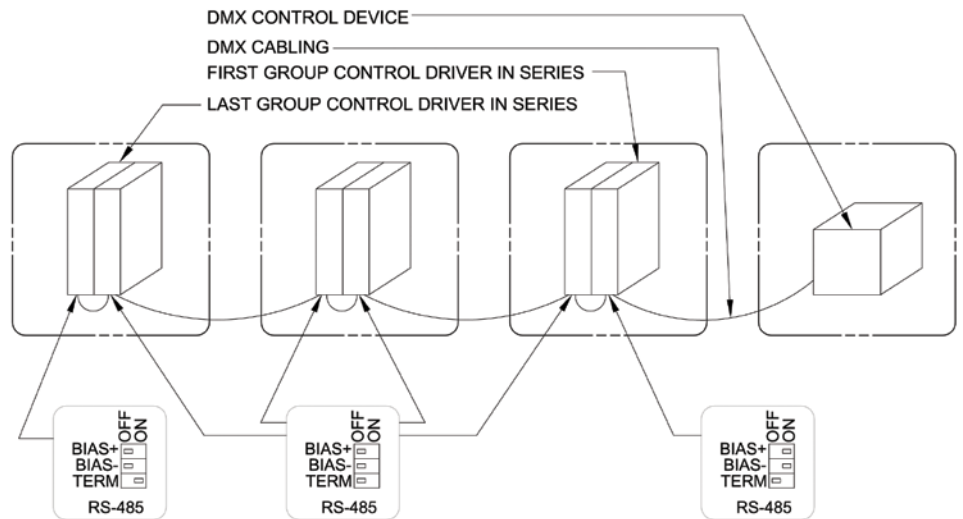 DMX CONTROL DEVICE
DMX CABLING
FIRST GROUP CONTROL DRIVER IN SERIES
LAST GROUP CONTROL DRIVER IN SERIES
OFF
ON
BIAS+
BIAS-
TERM
RS-485
OFF
ON
BIAS+
BIAS-
TERM
RS-485
OFF
ON
BIAS+
BIAS-
TERM
RS-485